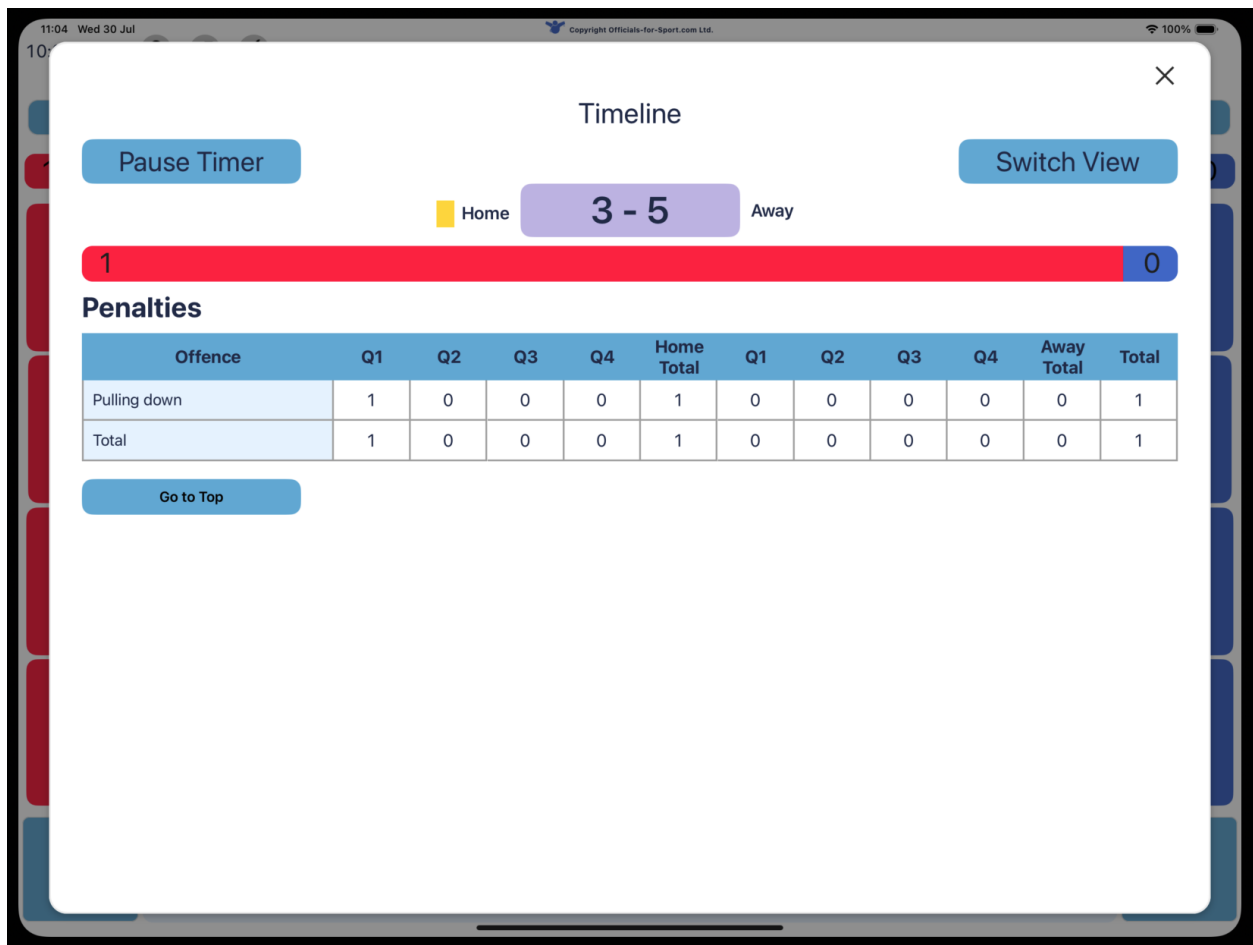 11:04 Wed 30 Jul
Copyright Officials-for-Sport.com Ltd.
100%
10:
Timeline
Pause Timer
Switch View
Home 3 - 5 Away
1 0
Penalties
Offence Q1 Q2 Q3 Q4 Home Total Q1 Q2 Q3 Q4 Away Total Total
Pulling down 1 0 0 0 1 0 0 0 0 0 1
Total 1 0 0 0 1 0 0 0 0 0 1
Go to Top